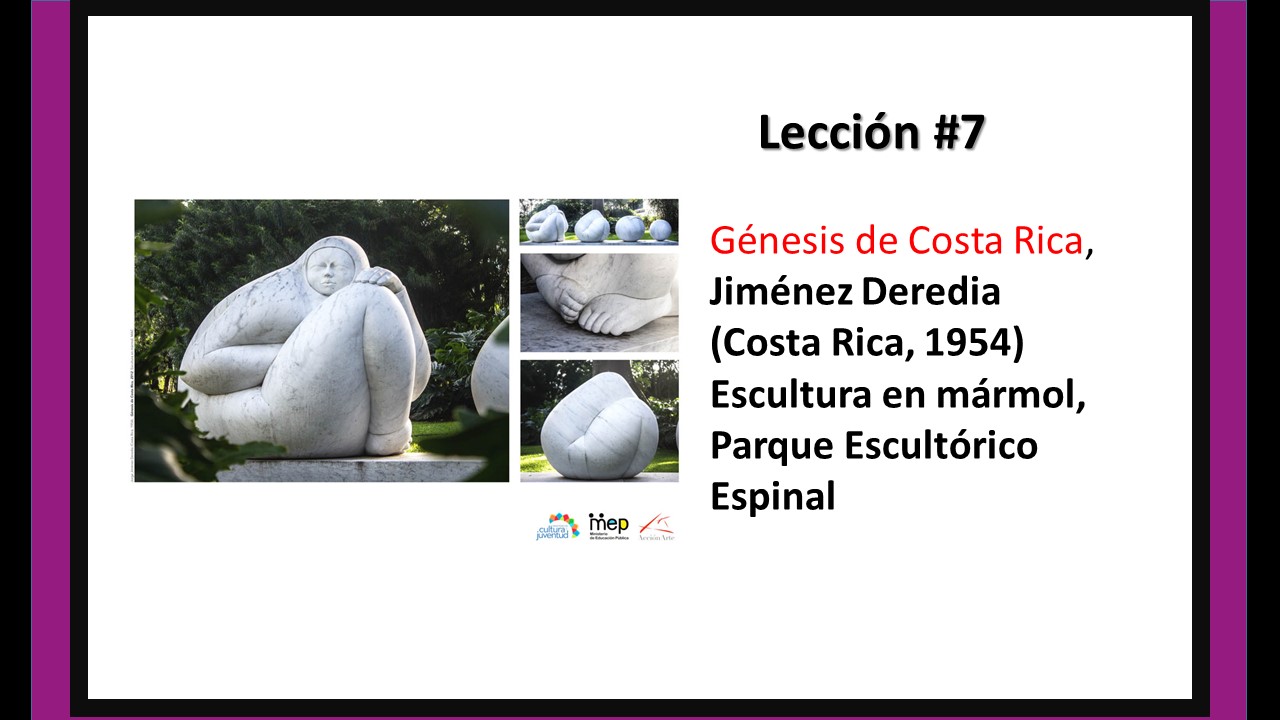 Lección #7
Génesis de Costa Rica,
Jiménez Deredia
(Costa Rica, 1954)
Escultura en mármol,
Parque Escultórico
Espinal
cultura
juventud
mep
Ministerio
de Educación Pública
AcciónArte